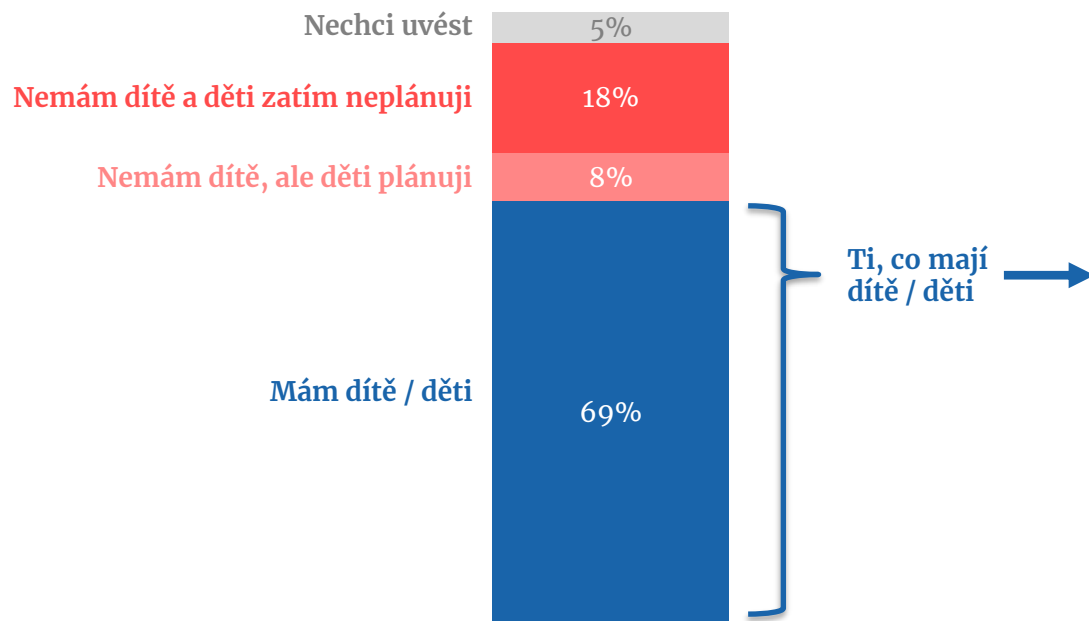 Nechci uvést
5%
Nemám dítě a děti zatím neplánuji
18%
Nemám dítě, ale děti plánuji
8%
Ti, co mají
dítě / děti
Mám dítě / děti
69%